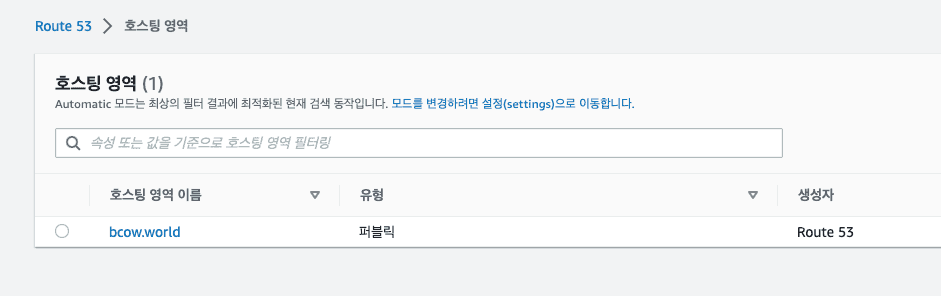 Route 53 > 호스팅 영역
호스팅 영역 (1)
Automatic 모드는 최상의 필터 결과에 최적화된 현재 검색 동작입니다. 모드를 변경하려면 설정(settings)으로 이동합니다.
속성 또는 값을 기준으로 호스팅 영역 필터링
호스팅 영역 이름 유형 생성자
bcow.world 퍼블릭 Route 53